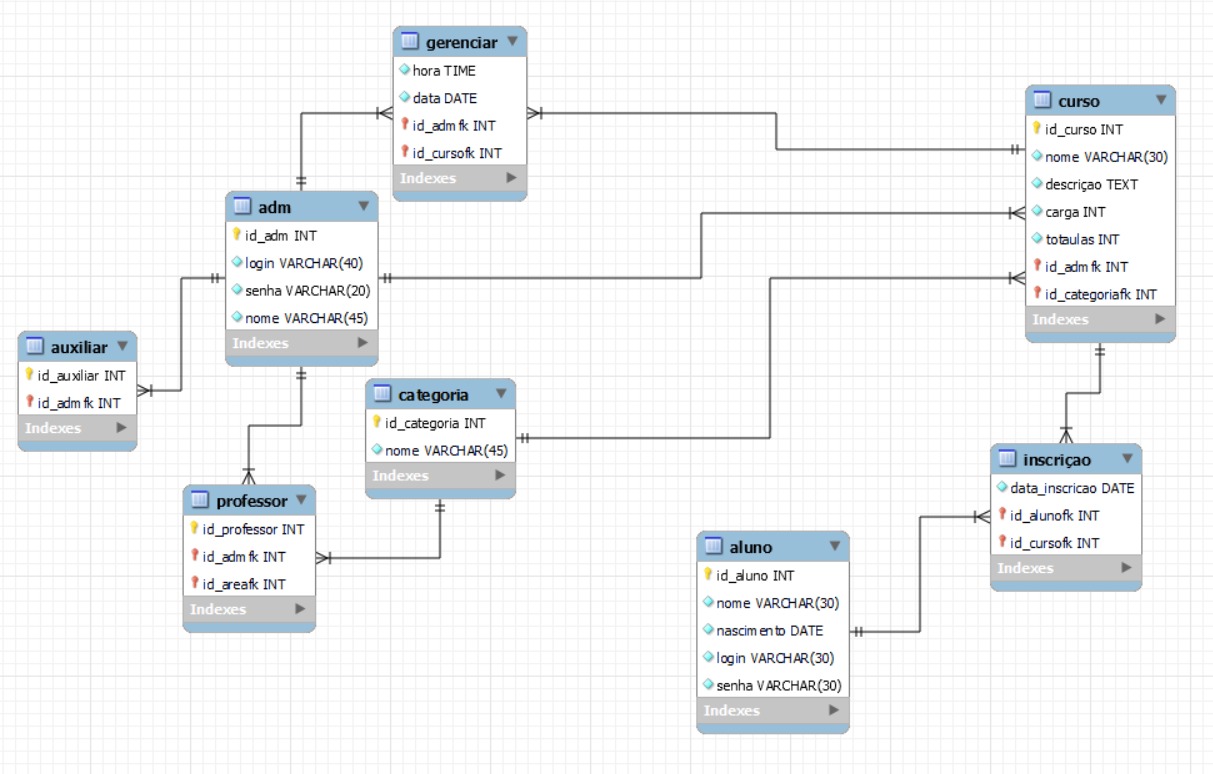 gerenciar
hora TIME
data DATE
id_admfk INT
id_cursofk INT
Indexes
curso
id_curso INT
nome VARCHAR(30)
descriçao TEXT
carga INT
totaulas INT
id_admfk INT
id_categoriafk INT
Indexes
adm
id_adm INT
login VARCHAR(40)
senha VARCHAR(20)
nome VARCHAR(45)
Indexes
auxiliar
id_auxiliar INT
id_admfk INT
Indexes
categoria
id_categoria INT
nome VARCHAR(45)
Indexes
professor
id_professor INT
id_admfk INT
id_areafk INT
Indexes
inscriçao
data_inscricao DATE
id_alunofk INT
id_cursofk INT
Indexes
aluno
id_aluno INT
nome VARCHAR(30)
nascimento DATE
login VARCHAR(30)
senha VARCHAR(30)
Indexes